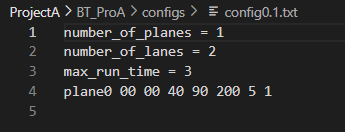 ProjectA > BT_ProA > configs > config0.1.txt
1 number_of_planes = 1
2 number_of_lanes = 2
3 max_run_time = 3
4 plane0 00 00 40 90 200 5 1
5